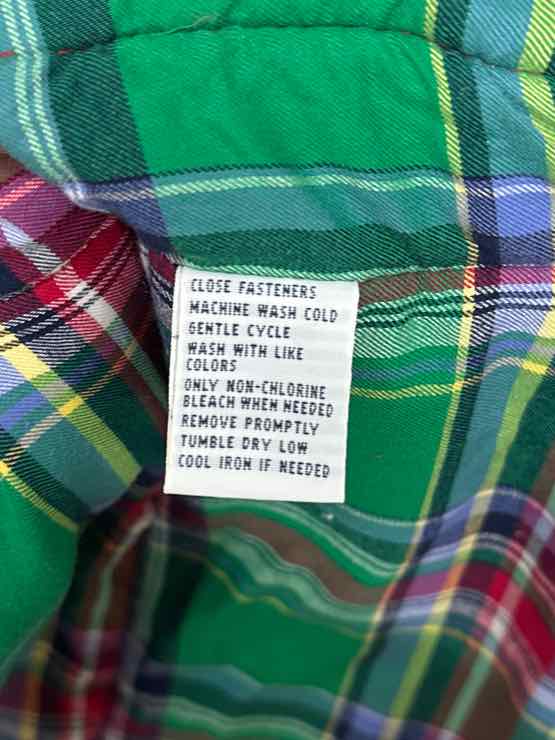 CLOSE FASTENERS
MACHINE WASH COLD
GENTLE CYCLE
WASH WITH LIKE
COLORS
ONLY NON-CHLORINE
BLEACH WHEN NEEDED
REMOVE PROMPTLY
TUMBLE DRY LOW
COOL IRON IF NEEDED